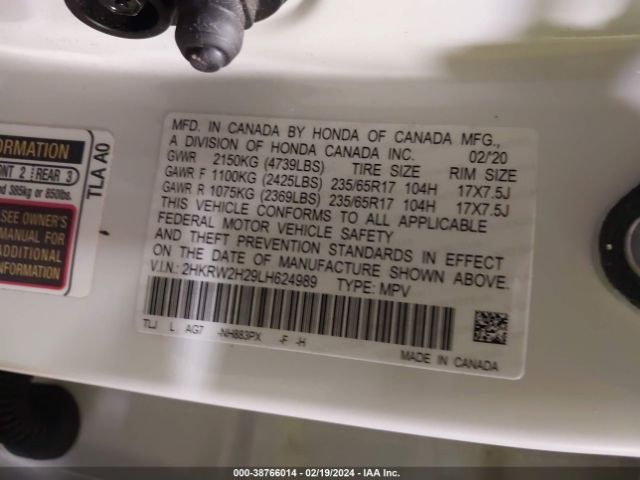 ORMATION
ONT 2 REAR 3
nd 385kg or 850lbs.
SEE OWNER'S
MANUAL FOR
ADDITIONAL
INFORMATION
TLA A0
MFD. IN CANADA BY HONDA OF CANADA MFG.,
A DIVISION OF HONDA CANADA INC. 02/20
GVWR 2150KG (4739LBS) TIRE SIZE RIM SIZE
GAWR F 1100KG (2425LBS) 235/65R17 104H 17X7.5J
GAWR R 1075KG (2369LBS) 235/65R17 104H 17X7.5J
THIS VEHICLE CONFORMS TO ALL APPLICABLE
FEDERAL MOTOR VEHICLE SAFETY
AND THEFT PREVENTION STANDARDS IN EFFECT
ON THE DATE OF MANUFACTURE SHOWN ABOVE.
V.I.N.: 2HKRW2H29LH624989 TYPE: MPV
TLJ L AG7 -NH883PX -F -H
MADE IN CANADA
000-38766014 - 02/19/2024 - IAA Inc.